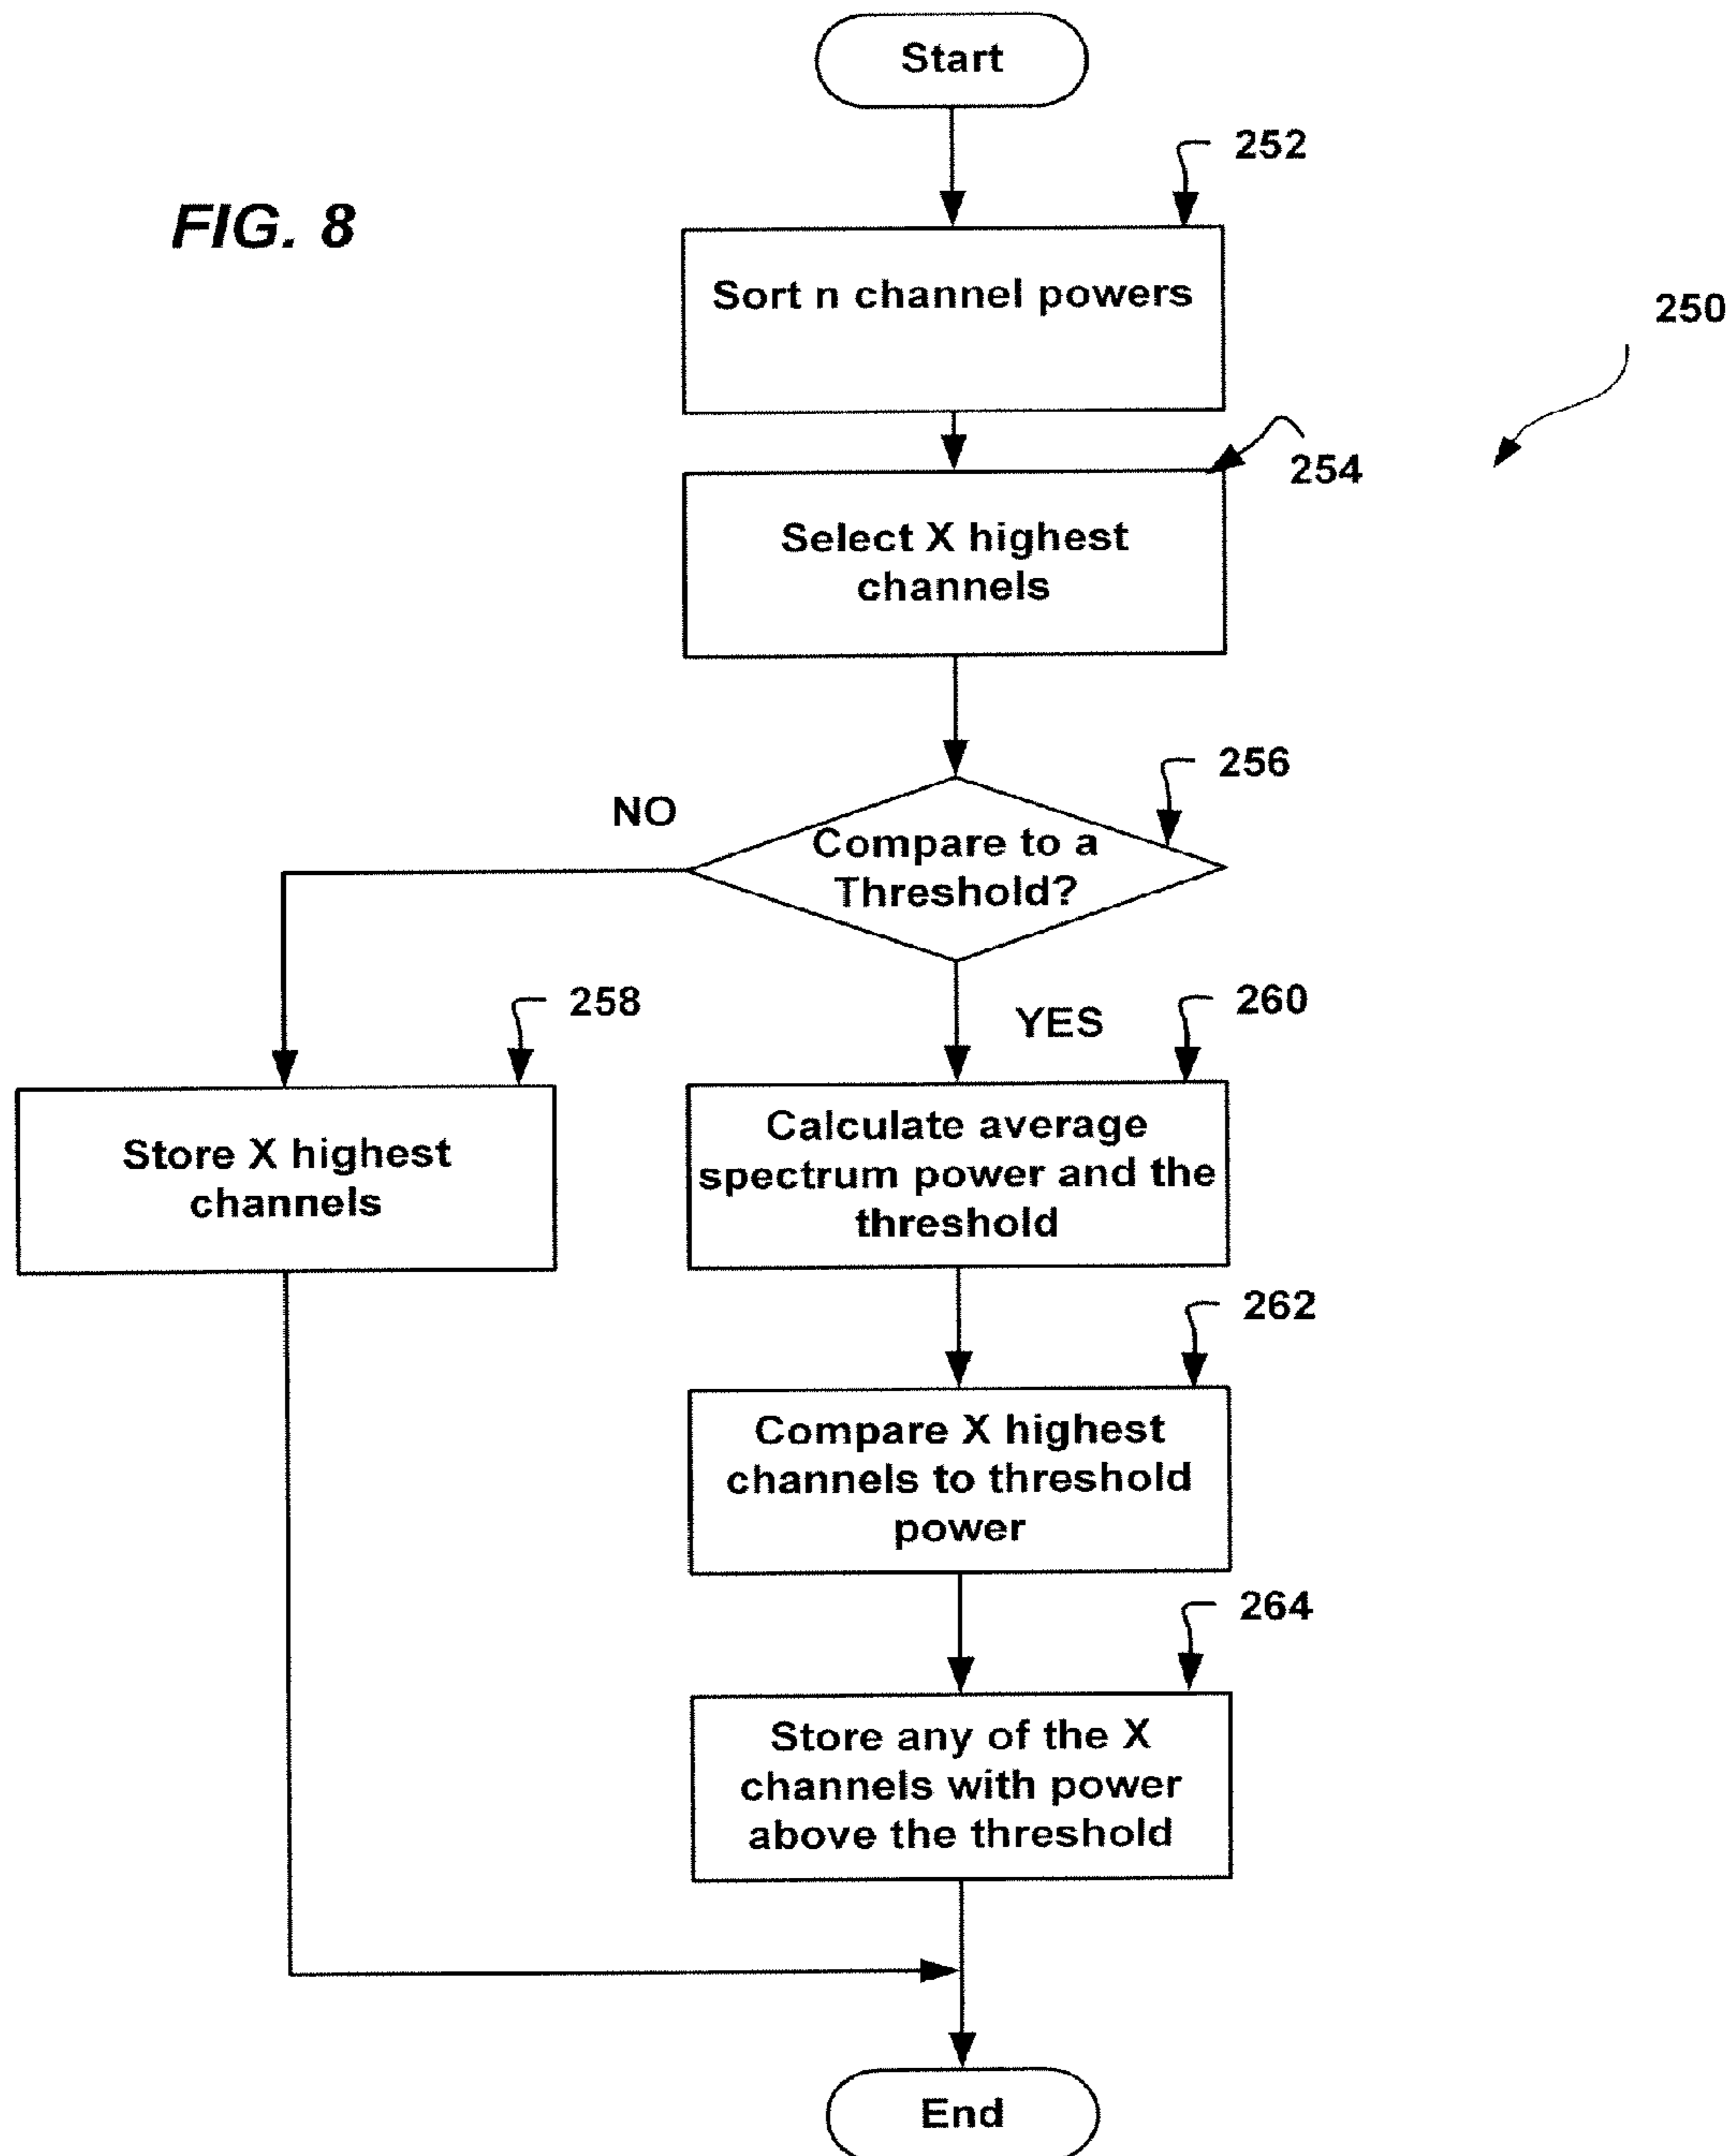 Start
252
FIG. 8
Sort n channel powers
250
254
Select X highest
channels
256
NO
Compare to a
Threshold?
258
260
YES
Store X highest
channels
Calculate average
spectrum power and the
threshold
262
Compare X highest
channels to threshold
power
264
Store any of the X
channels with power
above the threshold
End